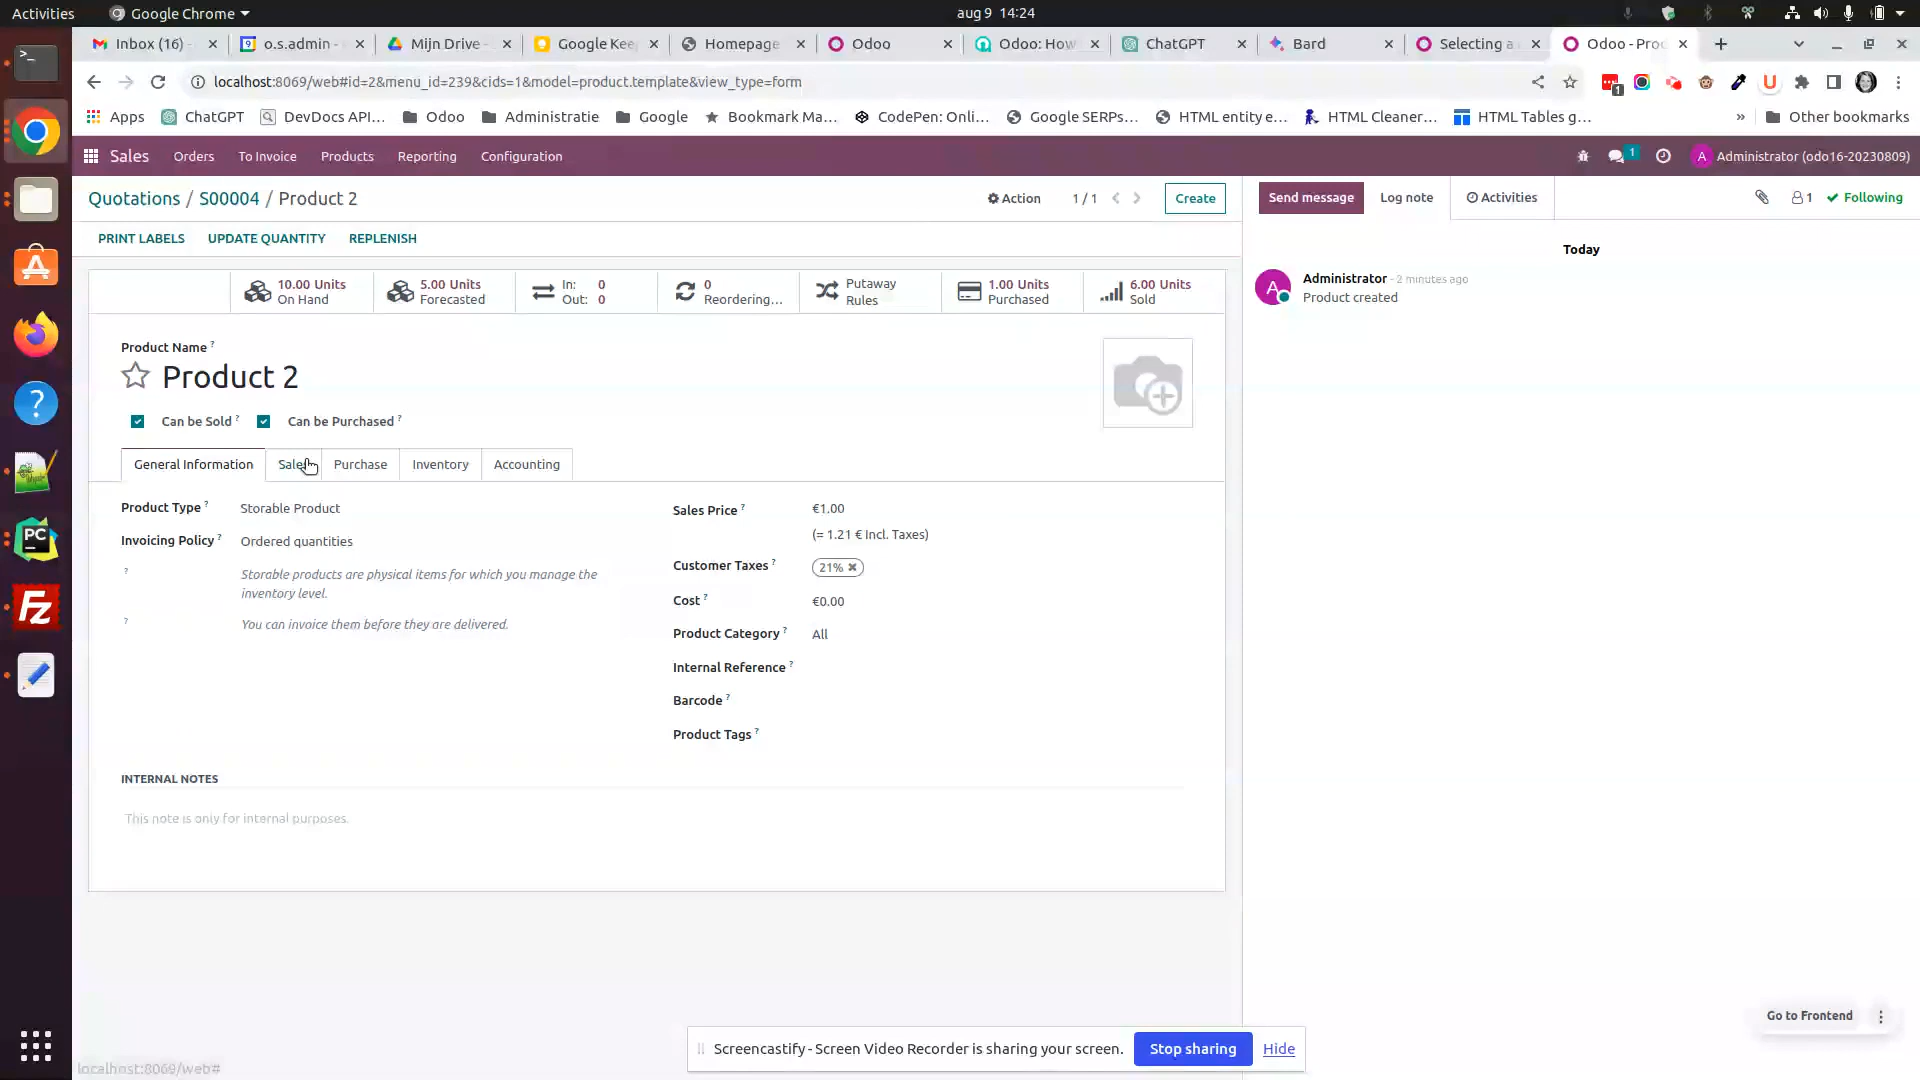 Activities
Google Chrome
aug 9 14:24
Inbox (16)
o.s.admin -
Mijn Drive -
Google Kee
Homepage
Odoo
Odoo: How
ChatGPT
Bard
Selecting a
Odoo - Pro
localhost:8069/web#id=2&menu_id=239&cids=1&model=product.template&view_type=form
1
Apps
ChatGPT
DevDocs API...
Odoo
Administratie
Google
Bookmark Ma...
CodePen: Onli...
Google SERPs...
HTML entity e...
HTML Cleaner...
HTML Tables g...
»
Other bookmarks
Sales
Orders
To Invoice
Products
Reporting
Configuration
1
A
Administrator (odo16-20230809)
Quotations / S00004 / Product 2
Action
1 / 1
Create
Send message
Log note
Activities
1
Following
PRINT LABELS
UPDATE QUANTITY
REPLENISH
Today
10.00 Units
On Hand
5.00 Units
Forecasted
In: 0
Out: 0
0
Reordering...
Putaway
Rules
1.00 Units
Purchased
6.00 Units
Sold
A
Administrator - 2 minutes ago
Product created
Product Name ?
Product 2
Can be Sold ?
Can be Purchased ?
General Information
Sales
Purchase
Inventory
Accounting
Product Type ?
Storable Product
Invoicing Policy ?
Ordered quantities
?
Storable products are physical items for which you manage the
inventory level.
?
You can invoice them before they are delivered.
Sales Price ?
€1.00
(= 1.21 € Incl. Taxes)
Customer Taxes ?
21%
Cost ?
€0.00
Product Category ?
All
Internal Reference ?
Barcode ?
Product Tags ?
INTERNAL NOTES
This note is only for internal purposes.
Go to Frontend
Screencastify - Screen Video Recorder is sharing your screen.
Stop sharing
Hide
localhost:8069/web#
>_
A
?
PC
Fz